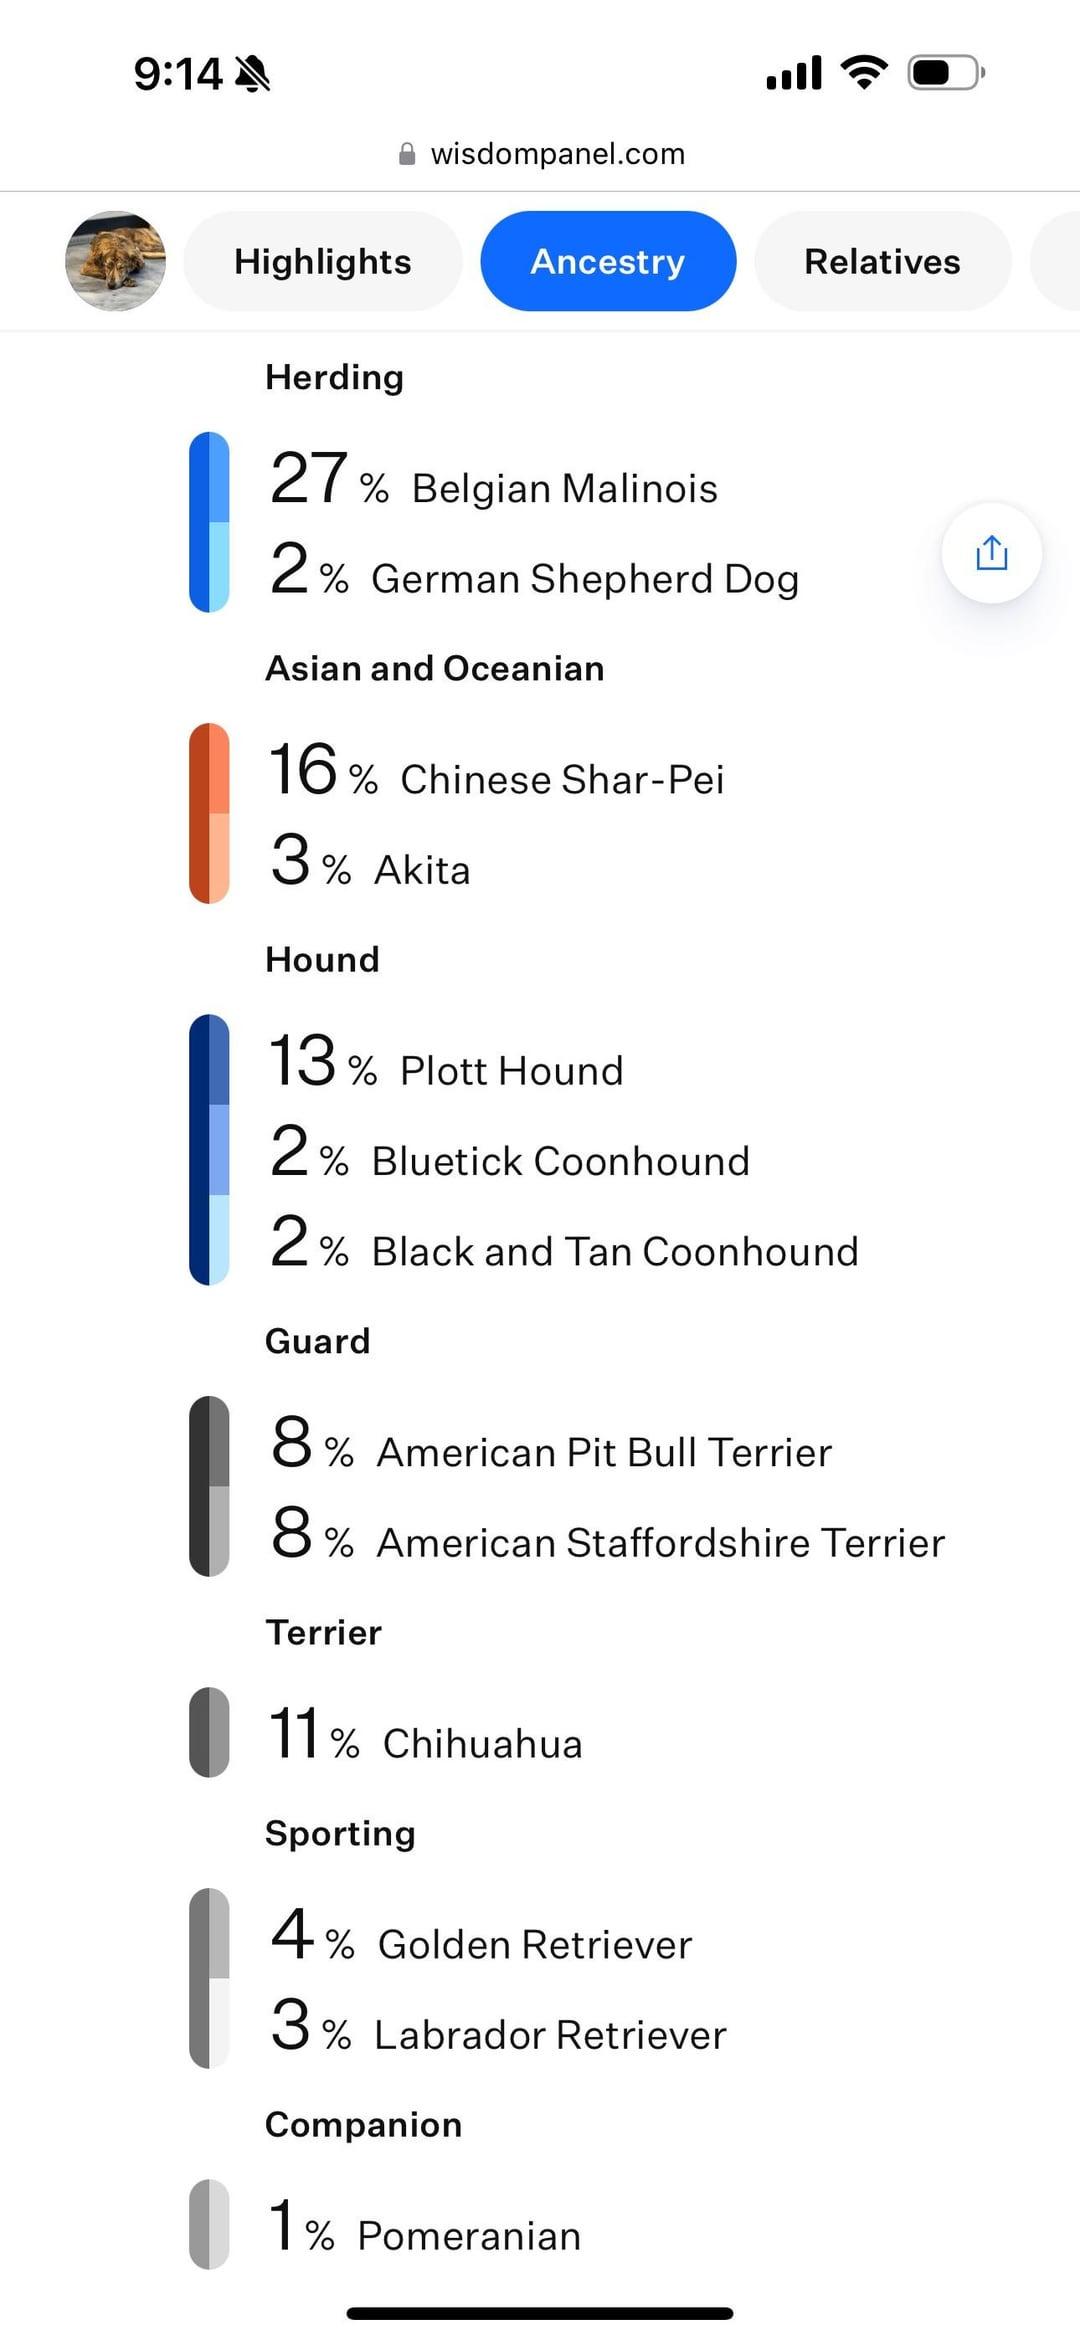 9:14
wisdompanel.com
Highlights Ancestry Relatives
Herding
27 % Belgian Malinois
2 % German Shepherd Dog
Asian and Oceanian
16 % Chinese Shar-Pei
3 % Akita
Hound
13 % Plott Hound
2 % Bluetick Coonhound
2 % Black and Tan Coonhound
Guard
8 % American Pit Bull Terrier
8 % American Staffordshire Terrier
Terrier
11 % Chihuahua
Sporting
4 % Golden Retriever
3 % Labrador Retriever
Companion
1 % Pomeranian